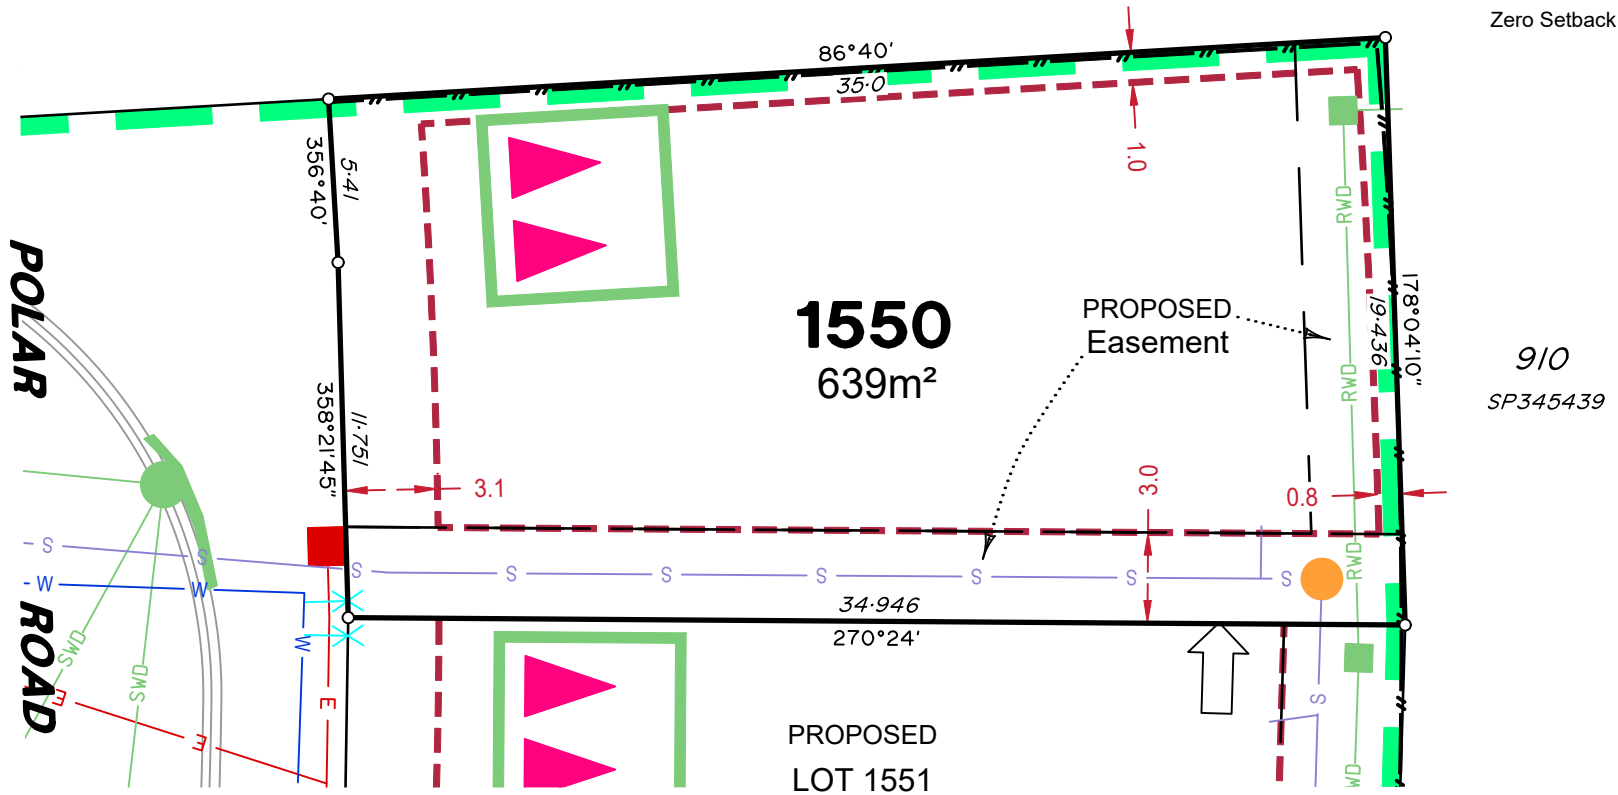 Zero Setback
86°40'
35·0
1.0
5·41
356°40'
RWD
POLAR
ROAD
1550
639m²
PROPOSED
Easement
178°04'10"
19·436
910
SP345439
RWD
11·751
358°21'45"
3.1
3.0
0.8
S
S
S
S
S
S
S
S
S
RWD
W
W
34·946
270°24'
W
SWD
SWD
E
E
E
S
PROPOSED
LOT 1551
WD